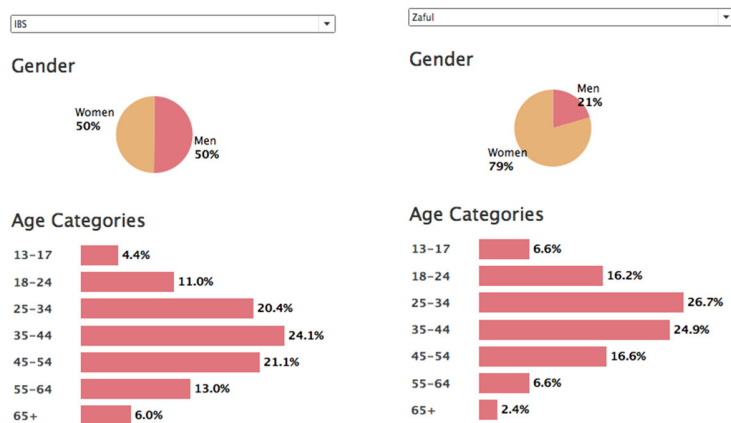 IBS
Gender
Women
50%
Men
50%
Age Categories
13-17 4.4%
18-24 11.0%
25-34 20.4%
35-44 24.1%
45-54 21.1%
55-64 13.0%
65+ 6.0%
Zaful
Gender
Men
21%
Women
79%
Age Categories
13-17 6.6%
18-24 16.2%
25-34 26.7%
35-44 24.9%
45-54 16.6%
55-64 6.6%
65+ 2.4%